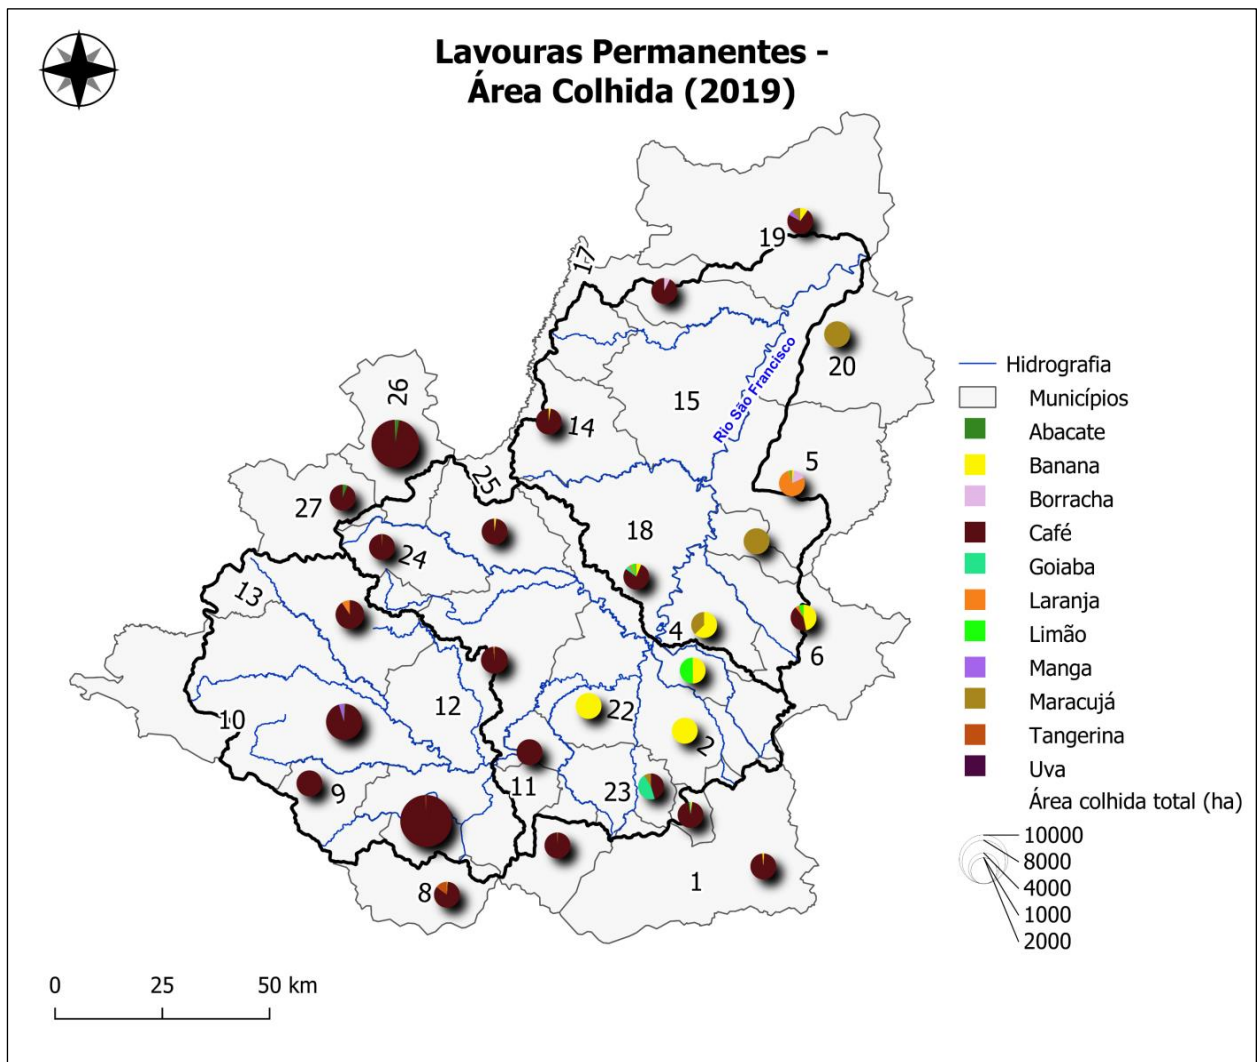 Lavouras Permanentes -
Área Colhida (2019)
19
17
Rio São Francisco
20
26
15
14
5
25
27
18
24
13
4
6
12
22
10
2
11
23
9
1
8
Hidrografia
Municípios
Abacate
Banana
Borracha
Café
Goiaba
Laranja
Limão
Manga
Maracujá
Tangerina
Uva
Área colhida total (ha)
10000
8000
4000
1000
2000
0 25 50 km